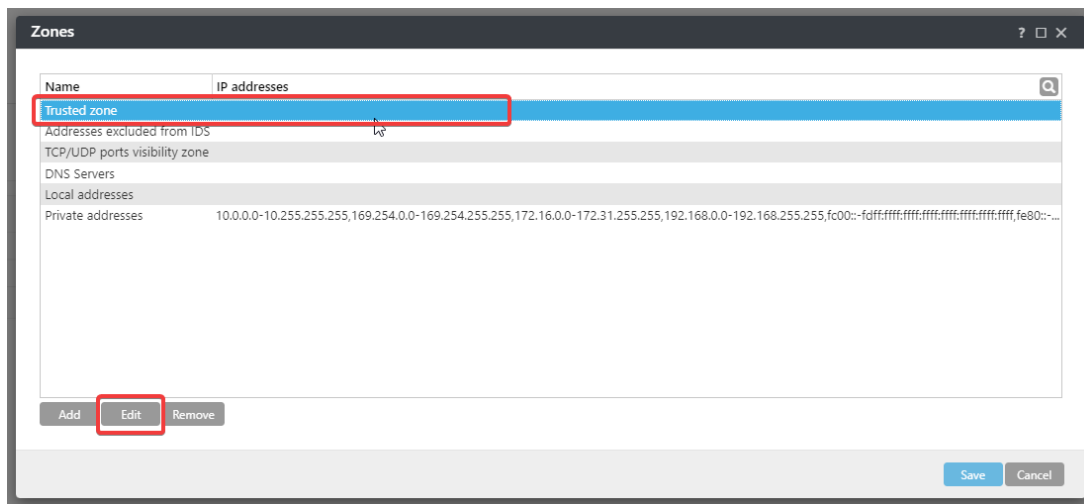 Zones
Name IP addresses
Trusted zone
Addresses excluded from IDS
TCP/UDP ports visibility zone
DNS Servers
Local addresses
Private addresses 10.0.0.0-10.255.255.255,169.254.0.0-169.254.255.255,172.16.0.0-172.31.255.255,192.168.0.0-192.168.255.255,fc00::-fdff:ffff:ffff:ffff:ffff:ffff:ffff:ffff,fe80::-...
Add Edit Remove
Save Cancel